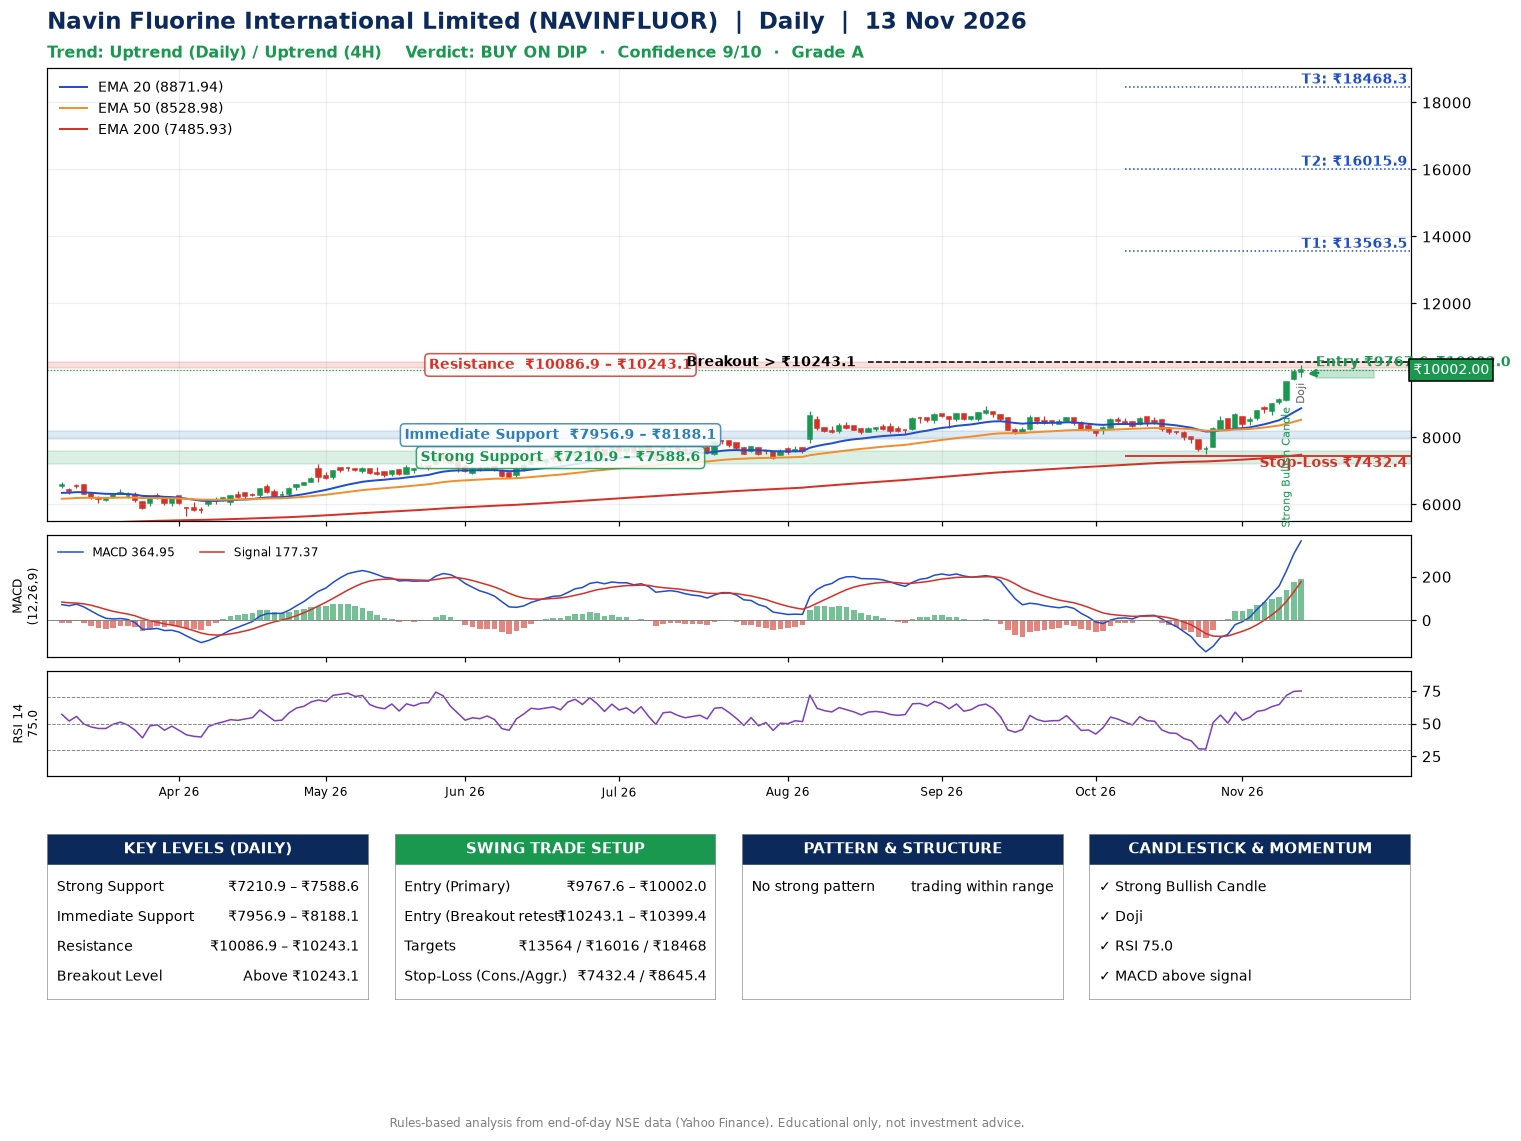 Navin Fluorine International Limited (NAVINFLUOR)  |  Daily  |  13 Nov 2026
Trend: Uptrend (Daily) / Uptrend (4H)    Verdict: BUY ON DIP  ·  Confidence 9/10  ·  Grade A
EMA 20 (8871.94)
EMA 50 (8528.98)
EMA 200 (7485.93)
T3: ₹18468.3
18000
T2: ₹16015.9
16000
14000
T1: ₹13563.5
12000
Resistance  ₹10086.9 – ₹10243.1
Breakout > ₹10243.1
Entry
₹10002.00
Doji
Immediate Support  ₹7956.9 – ₹8188.1
8000
Strong Support  ₹7210.9 – ₹7588.6
Stop-Loss ₹7432.4
Strong Bullish Candle
6000
MACD 364.95
Signal 177.37
MACD
(12,26,9)
200
0
RSI 14
75.0
75
50
25
Apr 26
May 26
Jun 26
Jul 26
Aug 26
Sep 26
Oct 26
Nov 26
KEY LEVELS (DAILY)
Strong Support ₹7210.9 – ₹7588.6
Immediate Support ₹7956.9 – ₹8188.1
Resistance ₹10086.9 – ₹10243.1
Breakout Level Above ₹10243.1
SWING TRADE SETUP
Entry (Primary) ₹9767.6 – ₹10002.0
Entry (Breakout retest) ₹10243.1 – ₹10399.4
Targets ₹13564 / ₹16016 / ₹18468
Stop-Loss (Cons./Aggr.) ₹7432.4 / ₹8645.4
PATTERN & STRUCTURE
No strong pattern trading within range
CANDLESTICK & MOMENTUM
✓ Strong Bullish Candle
✓ Doji
✓ RSI 75.0
✓ MACD above signal
Rules-based analysis from end-of-day NSE data (Yahoo Finance). Educational only, not investment advice.